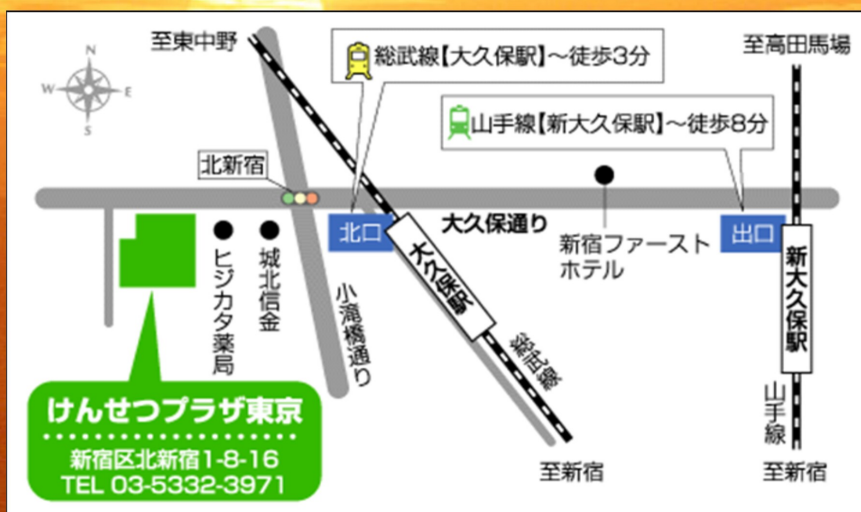 至東中野
総武線【大久保駅】～徒歩3分
至高田馬場
N
W
E
S
山手線【新大久保駅】～徒歩8分
北新宿
大久保通り
北口
出口
新宿ファースト
ホテル
大久保駅
新大久保駅
ヒジカタ薬局
城北信金
小滝橋通り
総武線
山手線
けんせつプラザ東京
新宿区北新宿1-8-16
TEL 03-5332-3971
至新宿
至新宿